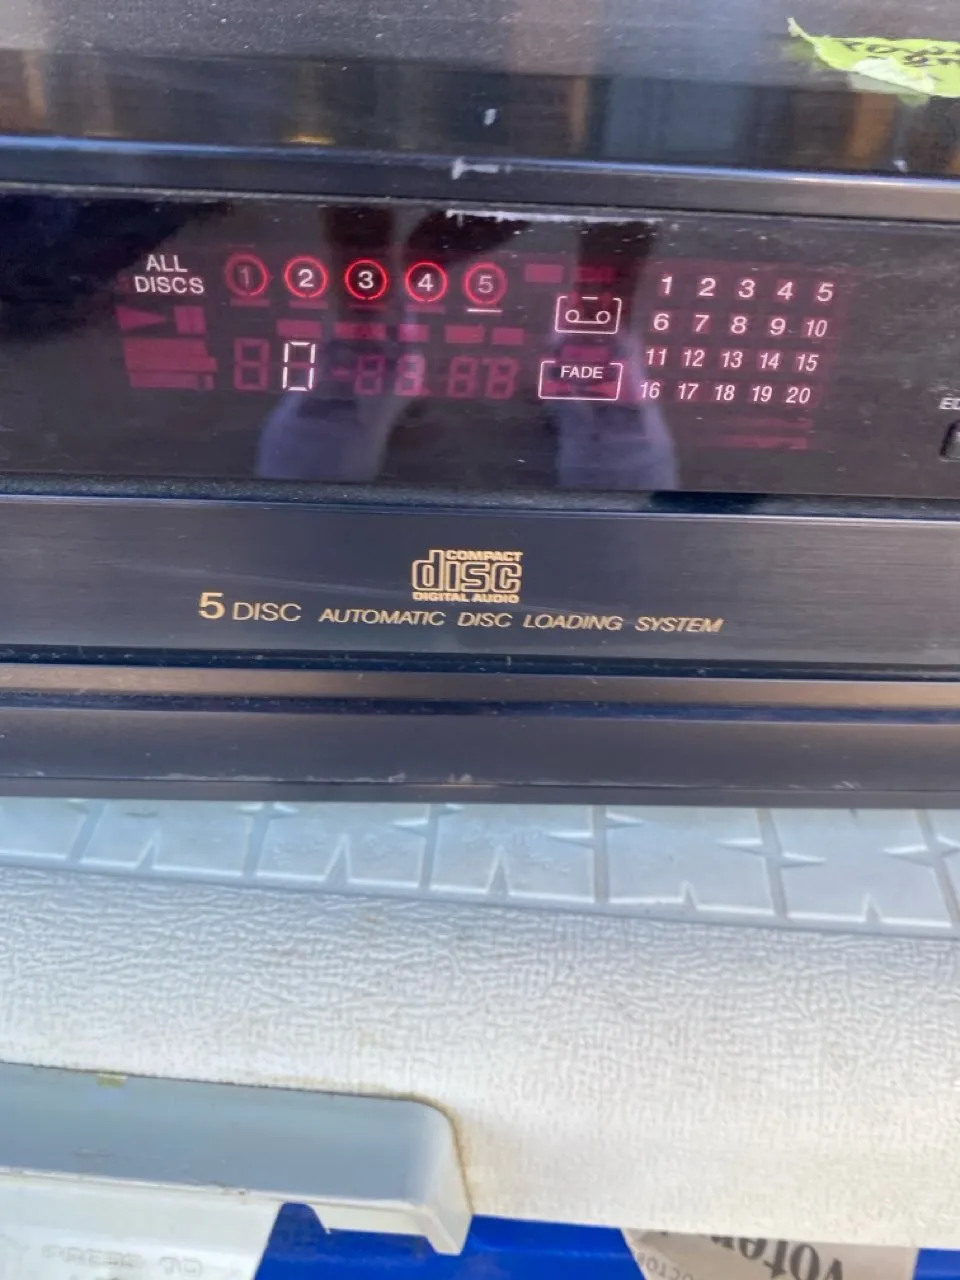 ALL
DISCS
1 2 3 4 5
0
FADE
1 2 3 4 5
6 7 8 9 10
11 12 13 14 15
16 17 18 19 20
COMPACT
disc
DIGITAL AUDIO
5 DISC AUTOMATIC DISC LOADING SYSTEM